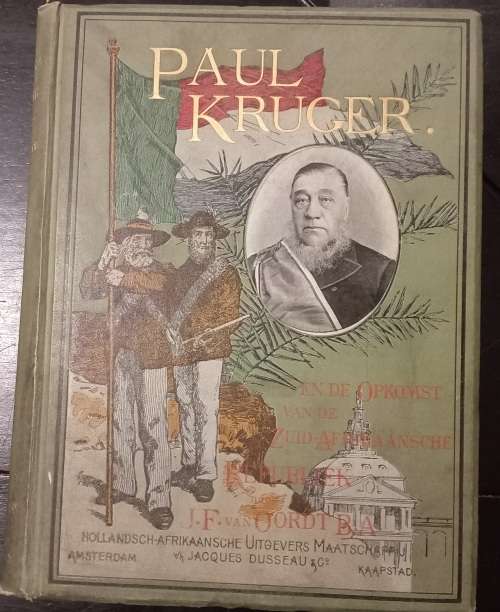 PAUL
KRUGER.
EN DE OPKOMST
VAN DE
ZUID-AFRIKAANSCHE
REPUBLIEK
DOOR
J. F. VAN OORDT B.A.
HOLLANDSCH-AFRIKAANSCHE UITGEVERS MAATSCHAPPIJ
AMSTERDAM v/h JACQUES DUSSEAU & Co KAAPSTAD.